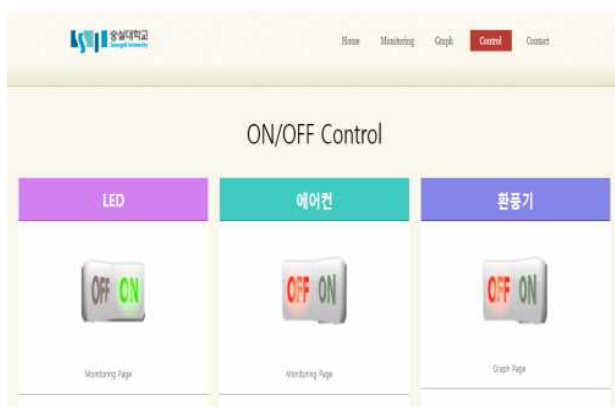 숭실대학교
Soongsil University
Home Monitoring Graph Control Contact
ON/OFF Control
LED 에어컨 환풍기
OFF ON OFF ON OFF ON
Monitoring Page Monitoring Page Graph Page